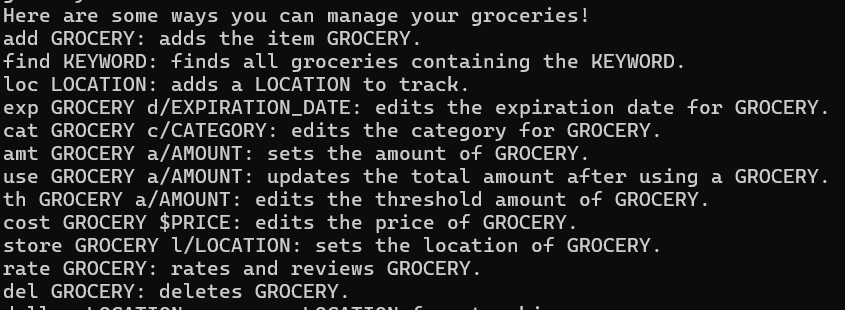 Here are some ways you can manage your groceries!
add GROCERY: adds the item GROCERY.
find KEYWORD: finds all groceries containing the KEYWORD.
loc LOCATION: adds a LOCATION to track.
exp GROCERY d/EXPIRATION_DATE: edits the expiration date for GROCERY.
cat GROCERY c/CATEGORY: edits the category for GROCERY.
amt GROCERY a/AMOUNT: sets the amount of GROCERY.
use GROCERY a/AMOUNT: updates the total amount after using a GROCERY.
th GROCERY a/AMOUNT: edits the threshold amount of GROCERY.
cost GROCERY $PRICE: edits the price of GROCERY.
store GROCERY l/LOCATION: sets the location of GROCERY.
rate GROCERY: rates and reviews GROCERY.
del GROCERY: deletes GROCERY.